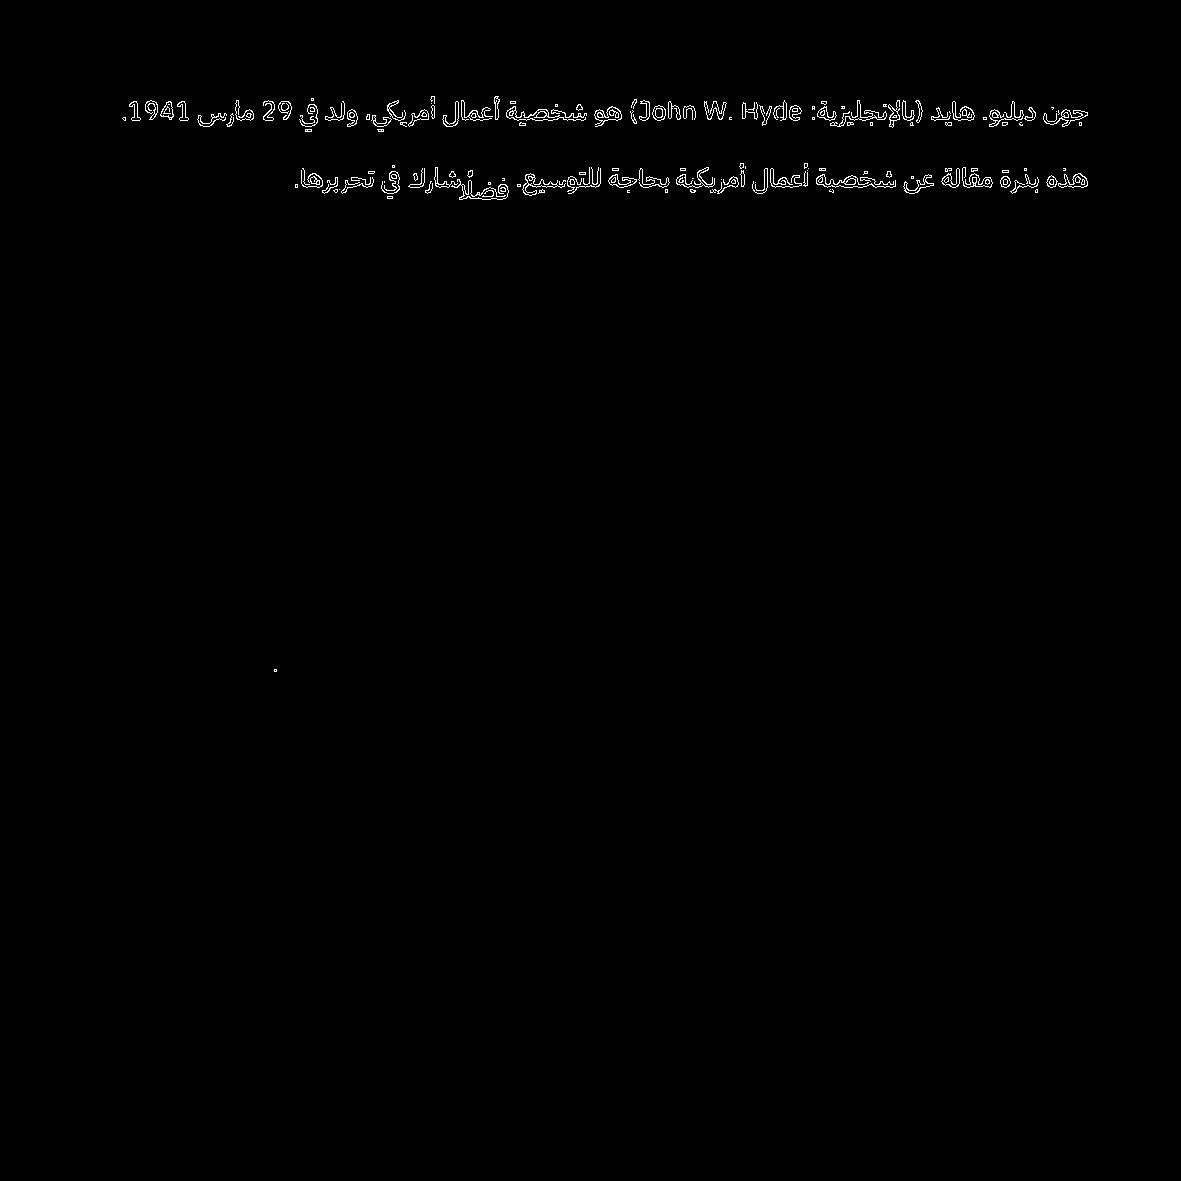 جون دبليو. هايد (بالإنجليزية: John W. Hyde) هو شخصية أعمال أمريكي، ولد في 29 مارس 1941.
هذه بذرة مقالة عن شخصية أعمال أمريكية بحاجة للتوسيع. فضلًا شارك في تحريرها.